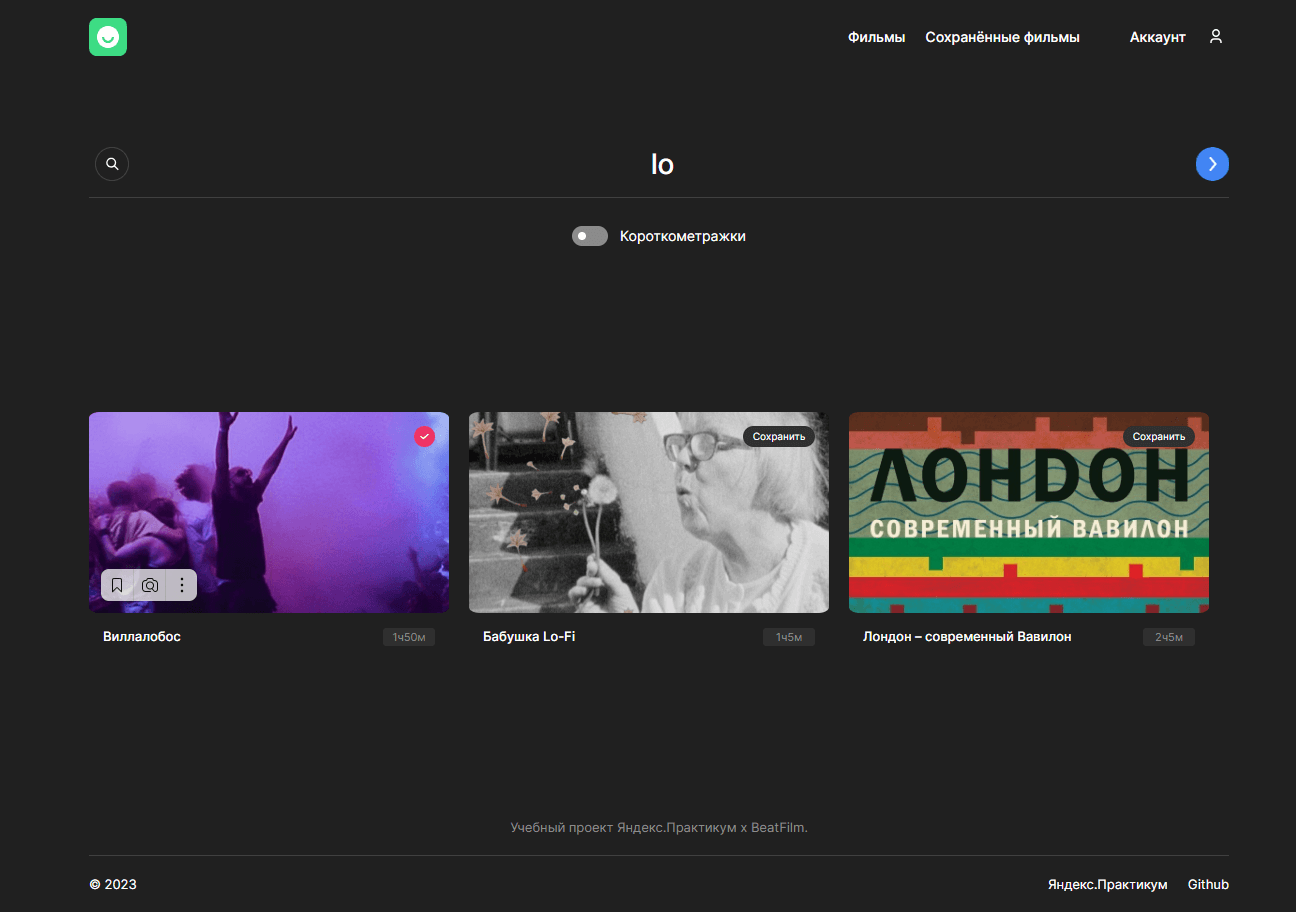 Фильмы Сохранённые фильмы Аккаунт
lo
Короткометражки
Сохранить
Сохранить
ЛОНДОН
СОВРЕМЕННЫЙ ВАВИЛОН
Виллалобос 1ч50м
Бабушка Lo-Fi 1ч5м
Лондон – современный Вавилон 2ч5м
Учебный проект Яндекс.Практикум х BeatFilm.
© 2023 Яндекс.Практикум Github